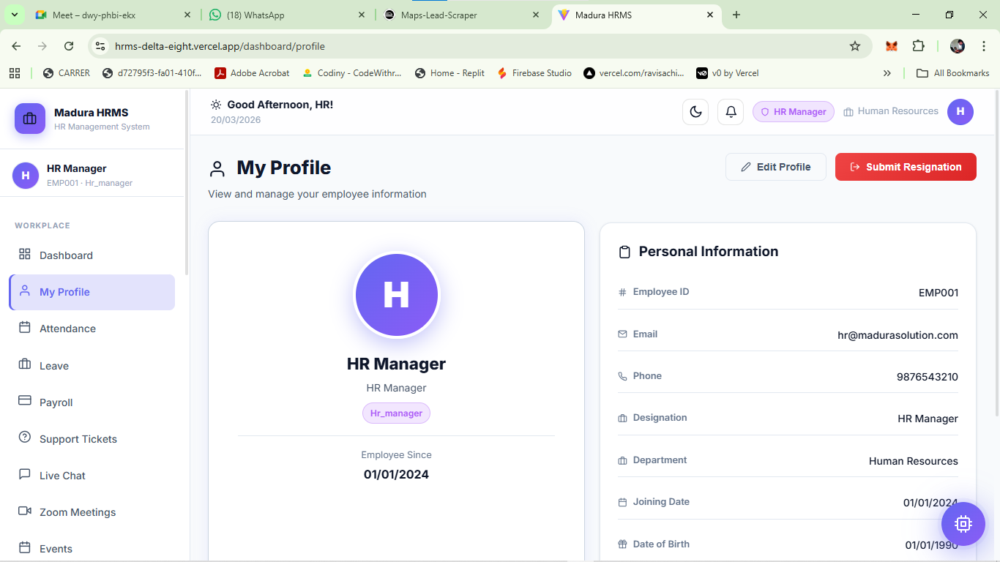 Meet – dwy-phbi-ekx
(18) WhatsApp
Maps-Lead-Scraper
Madura HRMS
hrms-delta-eight.vercel.app/dashboard/profile
CARRER
d72795f3-fa01-410f...
Adobe Acrobat
Codiny - CodeWithr...
Home - Replit
Firebase Studio
vercel.com/ravisachi...
v0 by Vercel
All Bookmarks
Madura HRMS
HR Management System
H
HR Manager
EMP001 · Hr_manager
WORKPLACE
Dashboard
My Profile
Attendance
Leave
Payroll
Support Tickets
Live Chat
Zoom Meetings
Events
Good Afternoon, HR!
20/03/2026
HR Manager
Human Resources
H
My Profile
View and manage your employee information
Edit Profile
Submit Resignation
H
HR Manager
HR Manager
Hr_manager
Employee Since
01/01/2024
Personal Information
Employee ID EMP001
Email hr@madurasolution.com
Phone 9876543210
Designation HR Manager
Department Human Resources
Joining Date 01/01/2024
Date of Birth 01/01/1990